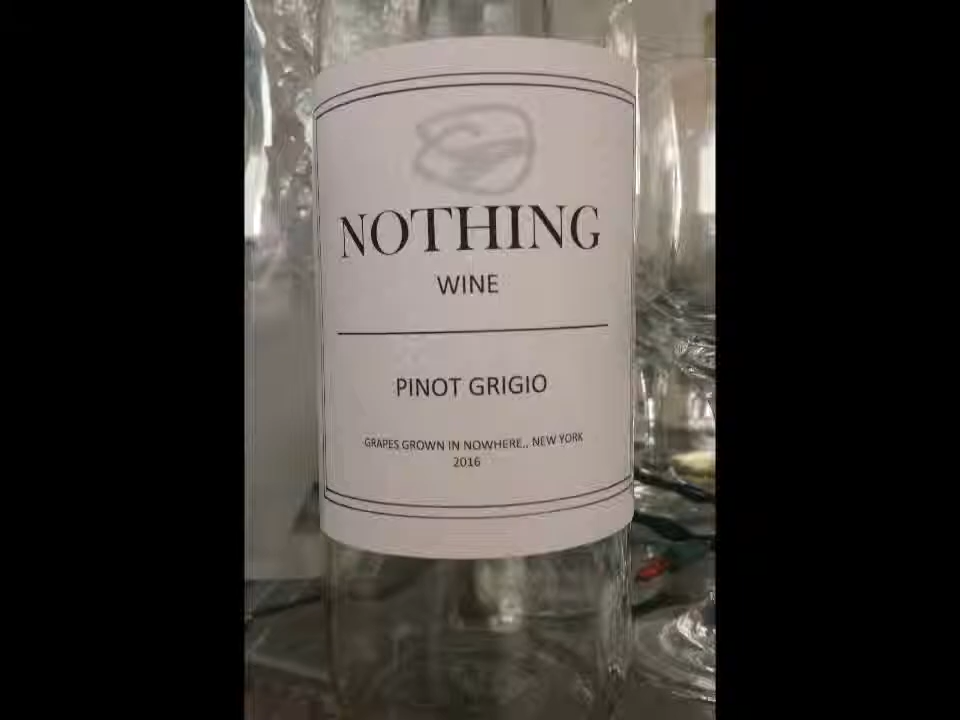 NOTHING
WINE
PINOT GRIGIO
GRAPES GROWN IN NOWHERE,, NEW YORK
2016